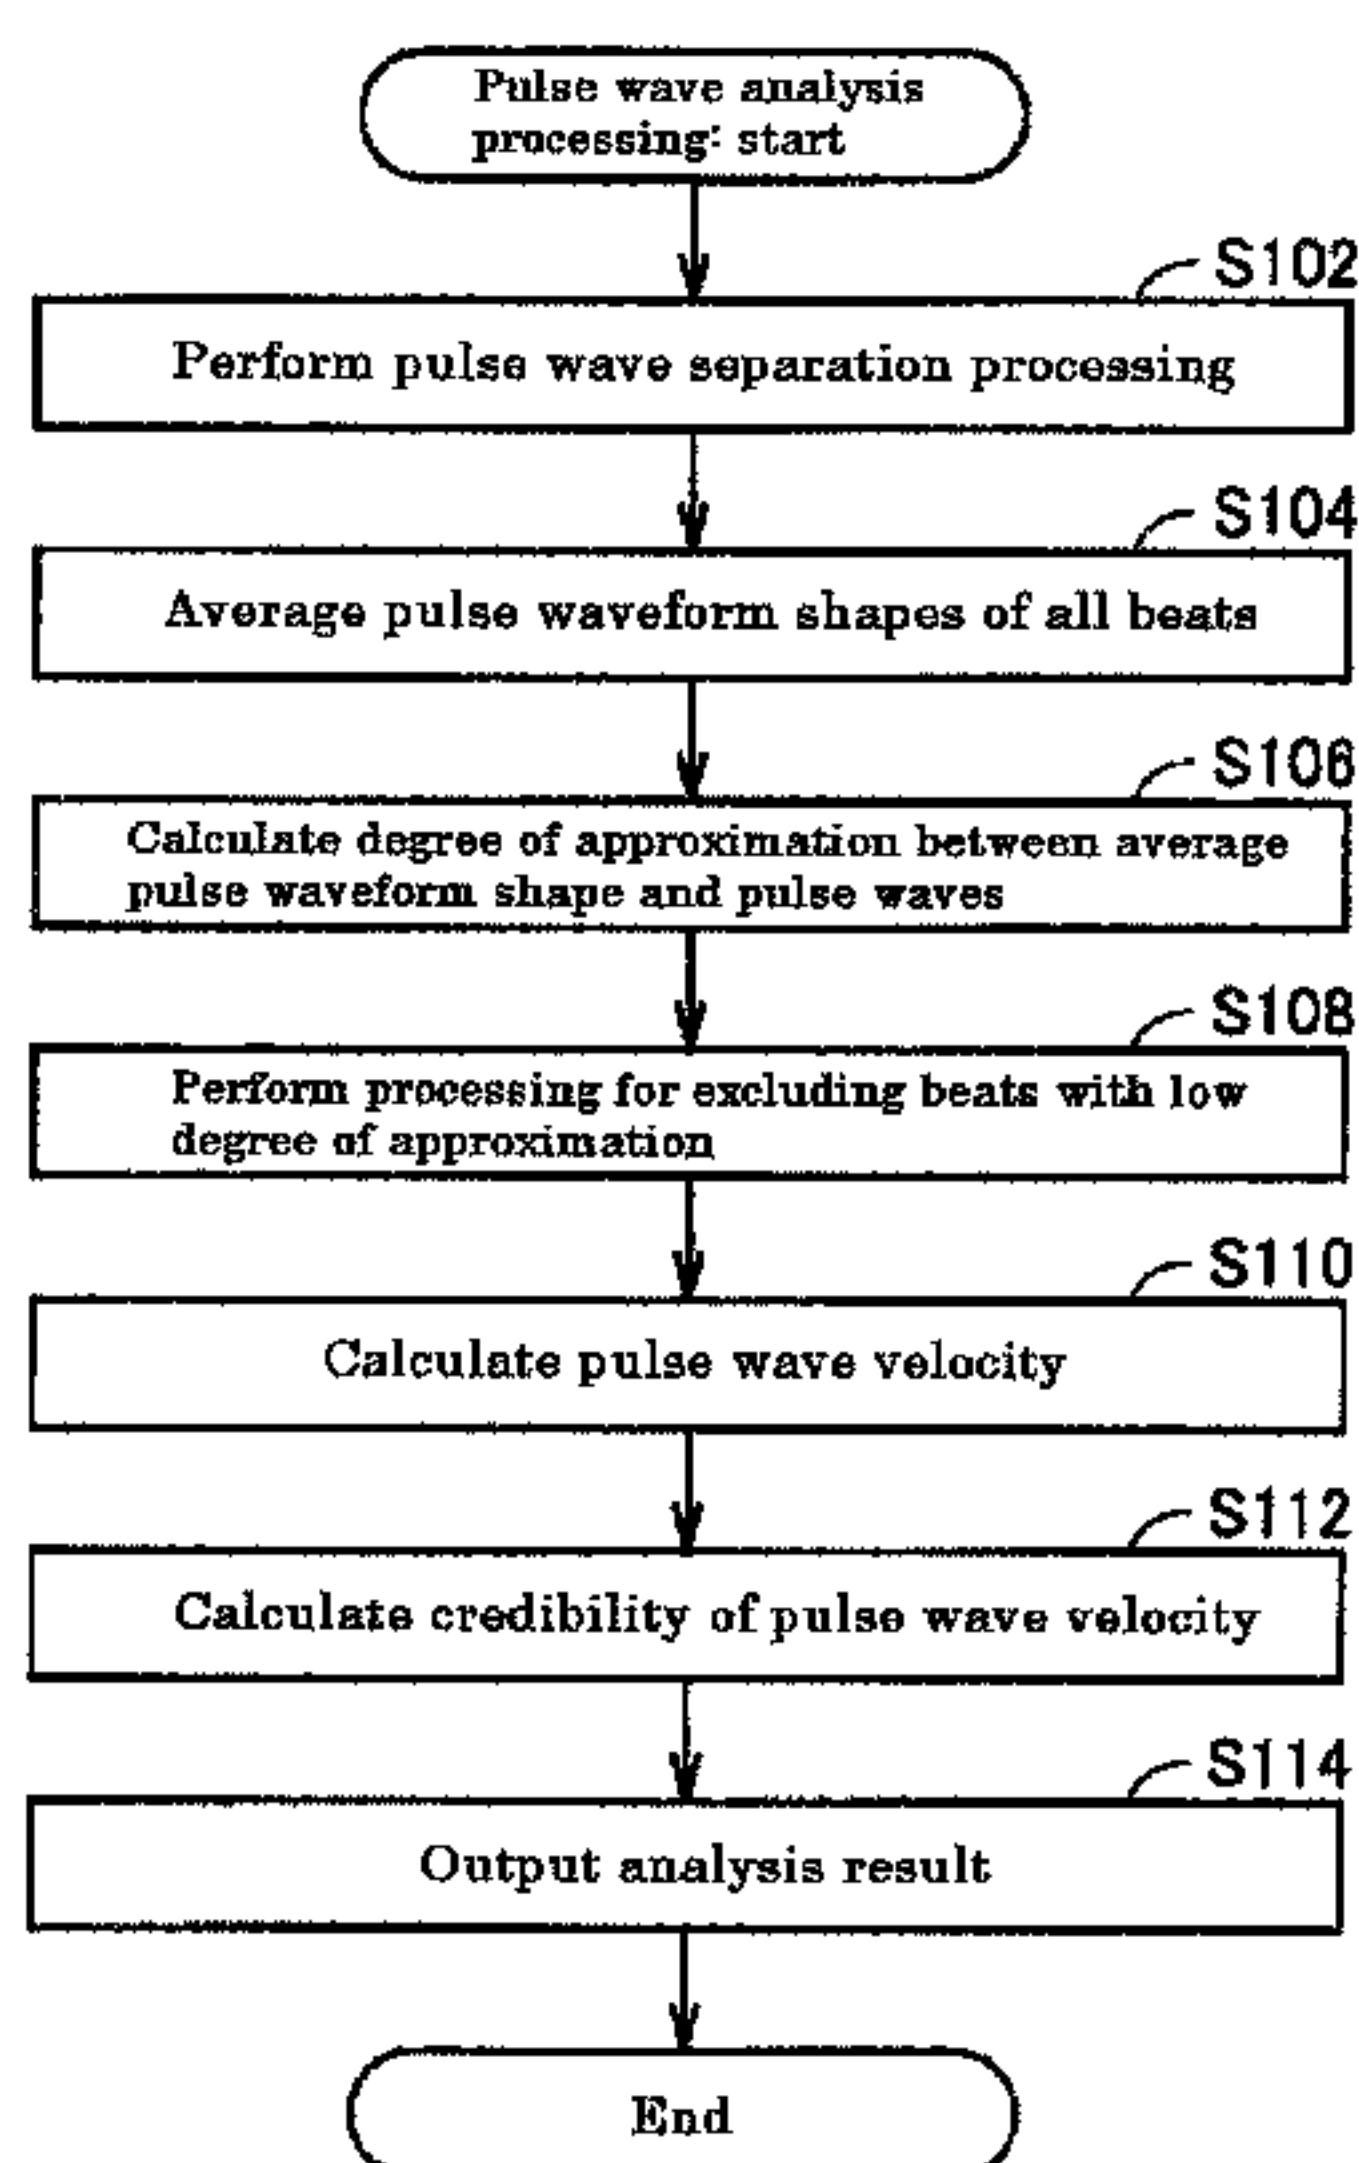 Pulse wave analysis
processing: start
S102
Perform pulse wave separation processing
S104
Average pulse waveform shapes of all beats
S106
Calculate degree of approximation between average
pulse waveform shape and pulse waves
S108
Perform processing for excluding beats with low
degree of approximation
S110
Calculate pulse wave velocity
S112
Calculate credibility of pulse wave velocity
S114
Output analysis result
End